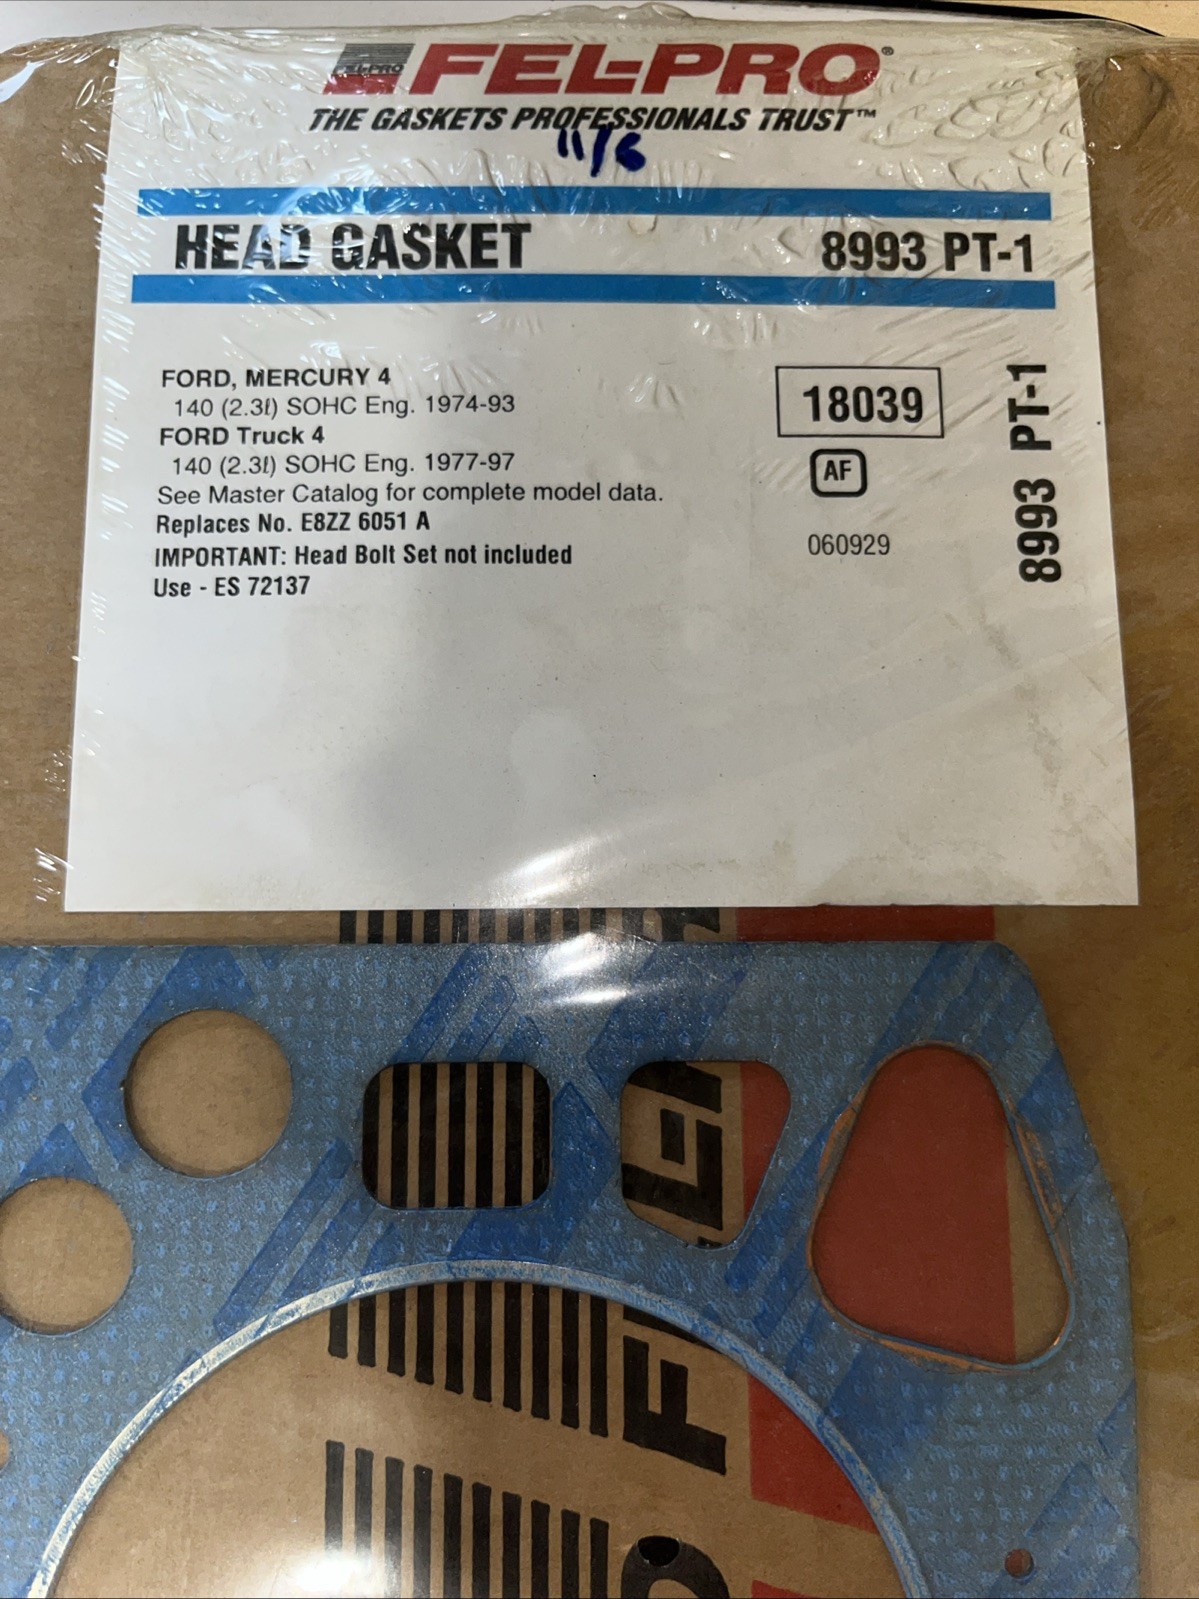 FEL-PRO
FEL-PRO®
THE GASKETS PROFESSIONALS TRUST™
11/6
HEAD GASKET 8993 PT-1
FORD, MERCURY 4
140 (2.3ℓ) SOHC Eng. 1974-93
FORD Truck 4
140 (2.3ℓ) SOHC Eng. 1977-97
See Master Catalog for complete model data.
Replaces No. E8ZZ 6051 A
IMPORTANT: Head Bolt Set not included
Use - ES 72137
18039
AF
060929
8993 PT-1